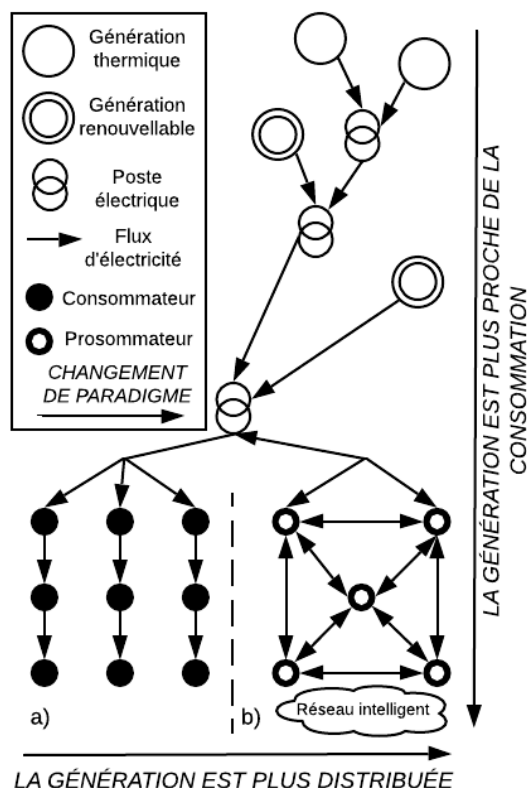 Génération
thermique
Génération
renouvellable
Poste
électrique
Flux
d'électricité
Consommateur
Prosommateur
CHANGEMENT
DE PARADIGME
LA GÉNÉRATION EST PLUS PROCHE DE LA
CONSOMMATION
a)
b)
Réseau intelligent
LA GÉNÉRATION EST PLUS DISTRIBUÉE